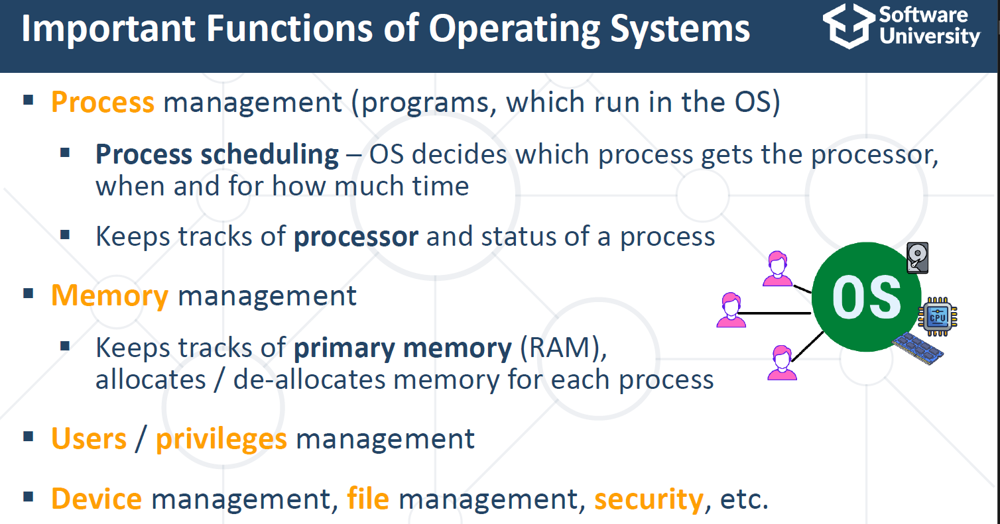 Important Functions of Operating Systems
Software
University
▪ Process management (programs, which run in the OS)
▪ Process scheduling – OS decides which process gets the processor,
when and for how much time
▪ Keeps tracks of processor and status of a process
▪ Memory management
▪ Keeps tracks of primary memory (RAM),
allocates / de-allocates memory for each process
▪ Users / privileges management
▪ Device management, file management, security, etc.
OS
CPU